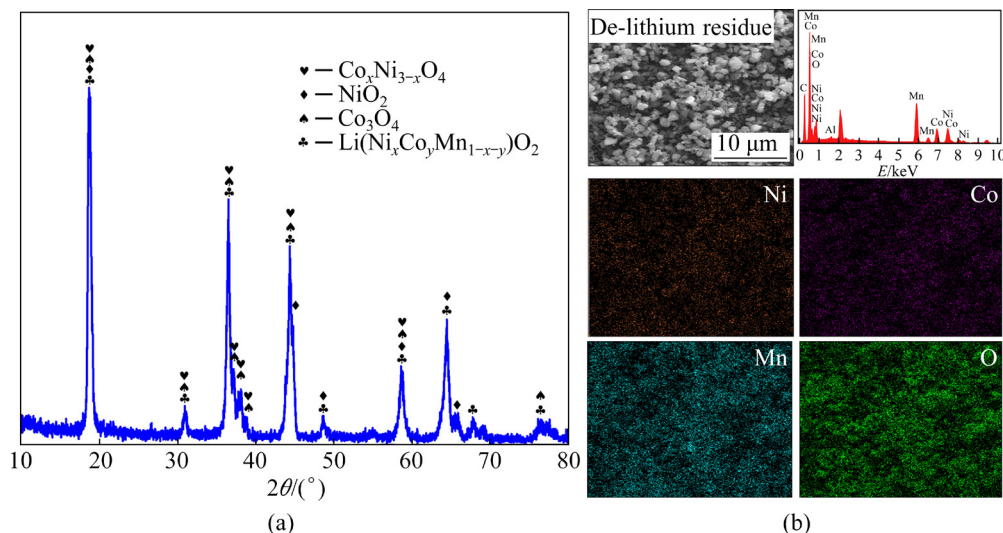 ♥ — CoₓNi₃₋ₓO₄
♦ — NiO₂
♠ — Co₃O₄
♣ — Li(NiₓCoᵧMn₁₋ₓ₋ᵧ)O₂
10 20 30 40 50 60 70 80
2θ/(°)
(a)
De-lithium residue
10 μm
Mn
Co
Mn
Co
O
C
Ni
Co
Ni
Ni
Al
Mn
Mn
Co
Ni
Co
Ni
0 1 2 3 4 5 6 7 8 9 10
E/keV
Ni
Co
Mn
O
(b)